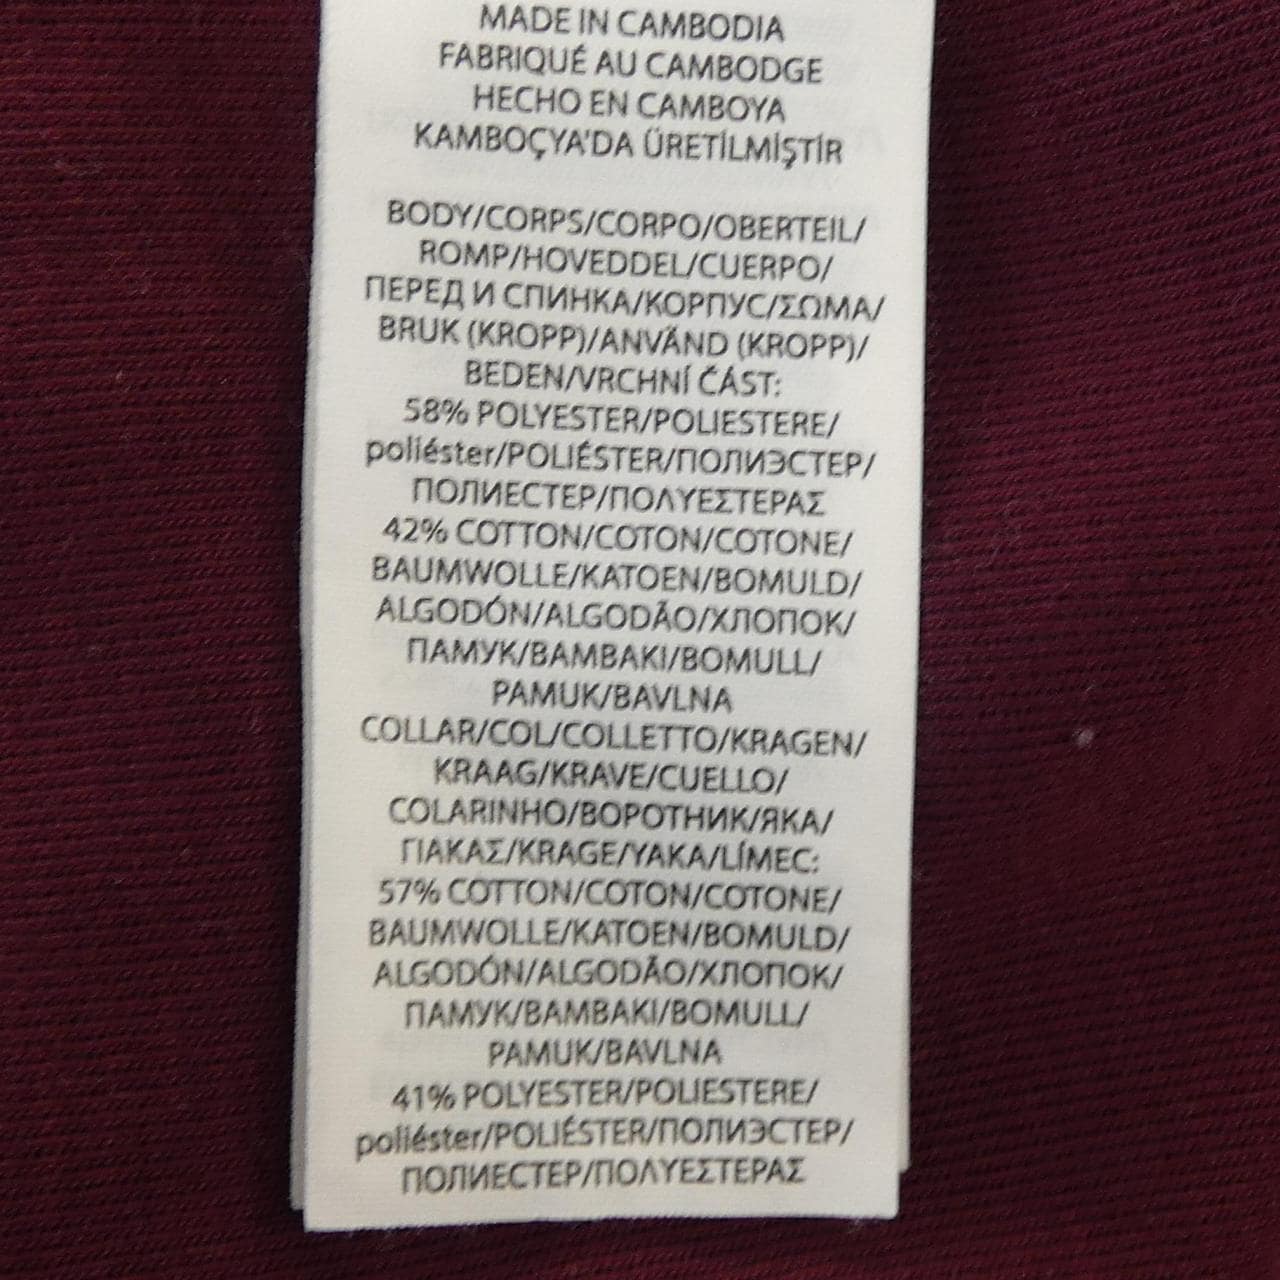 MADE IN CAMBODIA
FABRIQUÉ AU CAMBODGE
HECHO EN CAMBOYA
KAMBOÇYA'DA ÜRETİLMİŞTİR
BODY/CORPS/CORPO/OBERTEIL/
ROMP/HOVEDDEL/CUERPO/
ПЕРЕД И СПИНКА/КОРПУС/ΣΩΜΑ/
BRUK (KROPP)/ANVÄND (KROPP)/
BEDEN/VRCHNÍ ČÁST:
58% POLYESTER/POLIESTERE/
poliéster/POLIÉSTER/ПОЛИЭСТЕР/
ПОЛИЕСТЕР/ΠΟΛΥΕΣΤΕΡΑΣ
42% COTTON/COTON/COTONE/
BAUMWOLLE/KATOEN/BOMULD/
ALGODÓN/ALGODÃO/ХЛОПОК/
ПАМУК/BAMBAKI/BOMULL/
PAMUK/BAVLNA
COLLAR/COL/COLLETTO/KRAGEN/
KRAAG/KRAVE/CUELLO/
COLARINHO/ВОРОТНИК/ЯКА/
ΓΙΑΚΑΣ/KRAGE/YAKA/LÍMEC:
57% COTTON/COTON/COTONE/
BAUMWOLLE/KATOEN/BOMULD/
ALGODÓN/ALGODÃO/ХЛОПОК/
ПАМУК/BAMBAKI/BOMULL/
PAMUK/BAVLNA
41% POLYESTER/POLIESTERE/
poliéster/POLIÉSTER/ПОЛИЭСТЕР/
ПОЛИЕСТЕР/ΠΟΛΥΕΣΤΕΡΑΣ